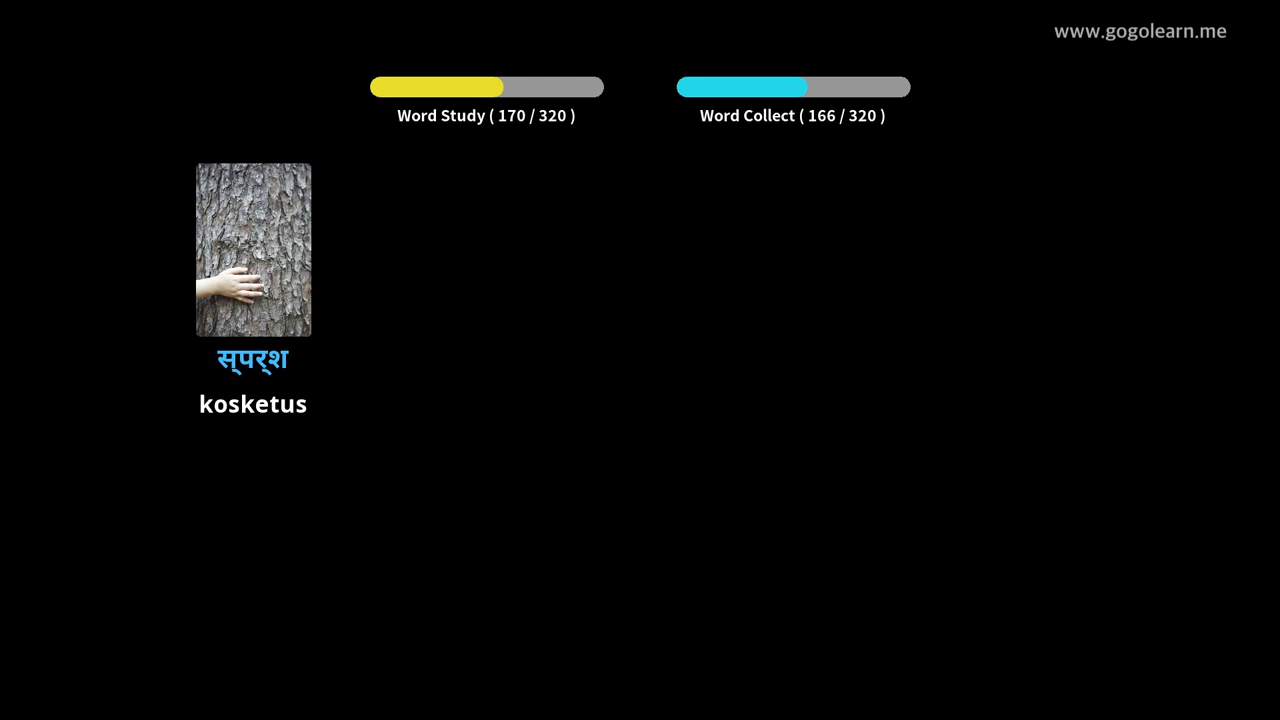 www.gogolearn.me
Word Study ( 170 / 320 )
Word Collect ( 166 / 320 )
स्पर्श
kosketus